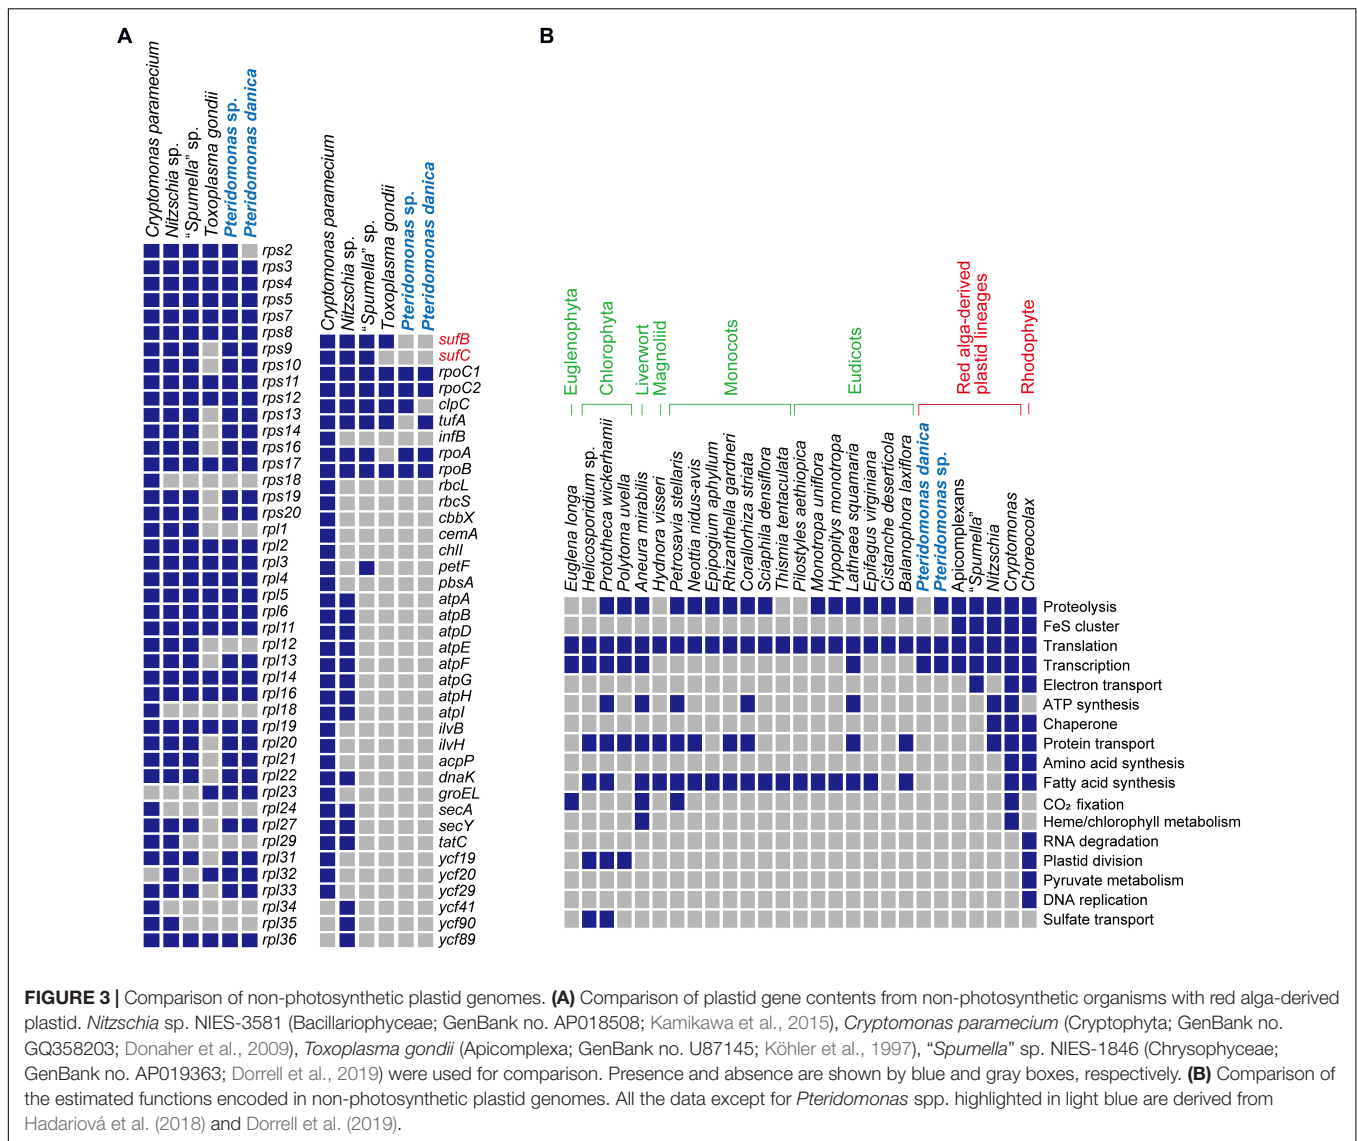 A
Cryptomonas paramecium
Nitzschia sp.
“Spumella” sp.
Toxoplasma gondii
Pteridomonas sp.
Pteridomonas danica
rps2
rps3
rps4
rps5
rps7
rps8
rps9
rps10
rps11
rps12
rps13
rps14
rps16
rps17
rps18
rps19
rps20
rpl1
rpl2
rpl3
rpl4
rpl5
rpl6
rpl11
rpl12
rpl13
rpl14
rpl16
rpl18
rpl19
rpl20
rpl21
rpl22
rpl23
rpl24
rpl27
rpl29
rpl31
rpl32
rpl33
rpl34
rpl35
rpl36
Cryptomonas paramecium
Nitzschia sp.
“Spumella” sp.
Toxoplasma gondii
Pteridomonas sp.
Pteridomonas danica
sufB
sufC
rpoC1
rpoC2
clpC
tufA
infB
rpoA
rpoB
rbcL
rbcS
cbbX
cemA
chlI
petF
pbsA
atpA
atpB
atpD
atpE
atpF
atpG
atpH
atpI
ilvB
ilvH
acpP
dnaK
groEL
secA
secY
tatC
ycf19
ycf20
ycf29
ycf41
ycf90
ycf89
B
Euglenophyta
Chlorophyta
Liverwort
Magnoliid
Monocots
Eudicots
Red alga-derived
plastid lineages
Rhodophyte
Euglena longa
Helicosporidium sp.
Prototheca wickerhamii
Polytoma uvella
Aneura mirabilis
Hydnora visseri
Petrosavia stellaris
Neottia nidus-avis
Epipogium aphyllum
Rhizanthella gardneri
Corallorhiza striata
Sciaphila densiflora
Thismia tentaculata
Pilostyles aethiopica
Monotropa uniflora
Hypopitys monotropa
Lathraea squamaria
Epifagus virginiana
Cistanche deserticola
Balanophora laxiflora
Pteridomonas danica
Pteridomonas sp.
Apicomplexans
“Spumella”
Nitzschia
Cryptomonas
Choreocolax
Proteolysis
FeS cluster
Translation
Transcription
Electron transport
ATP synthesis
Chaperone
Protein transport
Amino acid synthesis
Fatty acid synthesis
CO₂ fixation
Heme/chlorophyll metabolism
RNA degradation
Plastid division
Pyruvate metabolism
DNA replication
Sulfate transport
FIGURE 3 | Comparison of non-photosynthetic plastid genomes. (A) Comparison of plastid gene contents from non-photosynthetic organisms with red alga-derived
plastid. Nitzschia sp. NIES-3581 (Bacillariophyceae; GenBank no. AP018508; Kamikawa et al., 2015), Cryptomonas paramecium (Cryptophyta; GenBank no.
GQ358203; Donaher et al., 2009), Toxoplasma gondii (Apicomplexa; GenBank no. U87145; Köhler et al., 1997), “Spumella” sp. NIES-1846 (Chrysophyceae;
GenBank no. AP019363; Dorrell et al., 2019) were used for comparison. Presence and absence are shown by blue and gray boxes, respectively. (B) Comparison of
the estimated functions encoded in non-photosynthetic plastid genomes. All the data except for Pteridomonas spp. highlighted in light blue are derived from
Hadariová et al. (2018) and Dorrell et al. (2019).